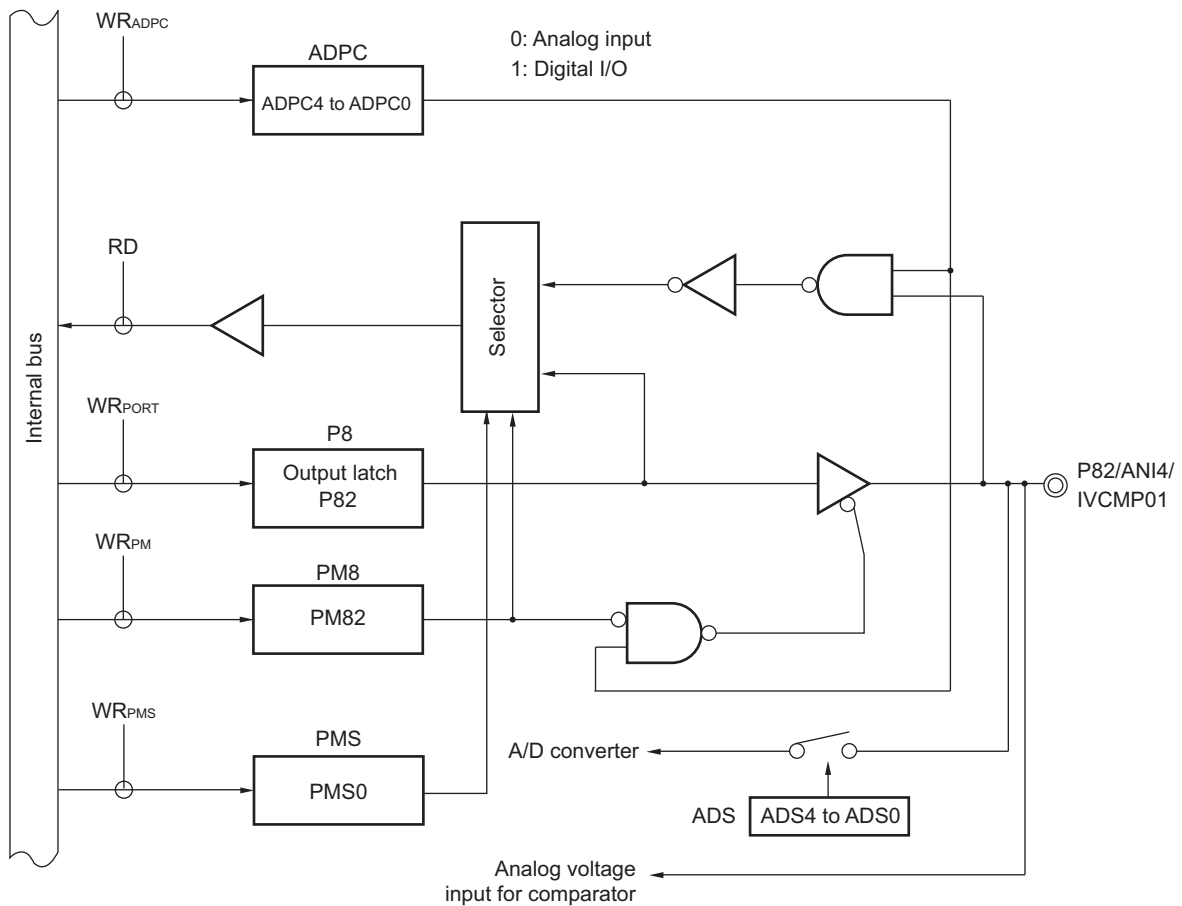 WRADPC
ADPC
ADPC4 to ADPC0
0: Analog input
1: Digital I/O
RD
Selector
Internal bus
WRPORT
P8
Output latch
P82
P82/ANI4/
IVCMP01
WRPM
PM8
PM82
WRPMS
PMS
PMS0
A/D converter
ADS
ADS4 to ADS0
Analog voltage
input for comparator